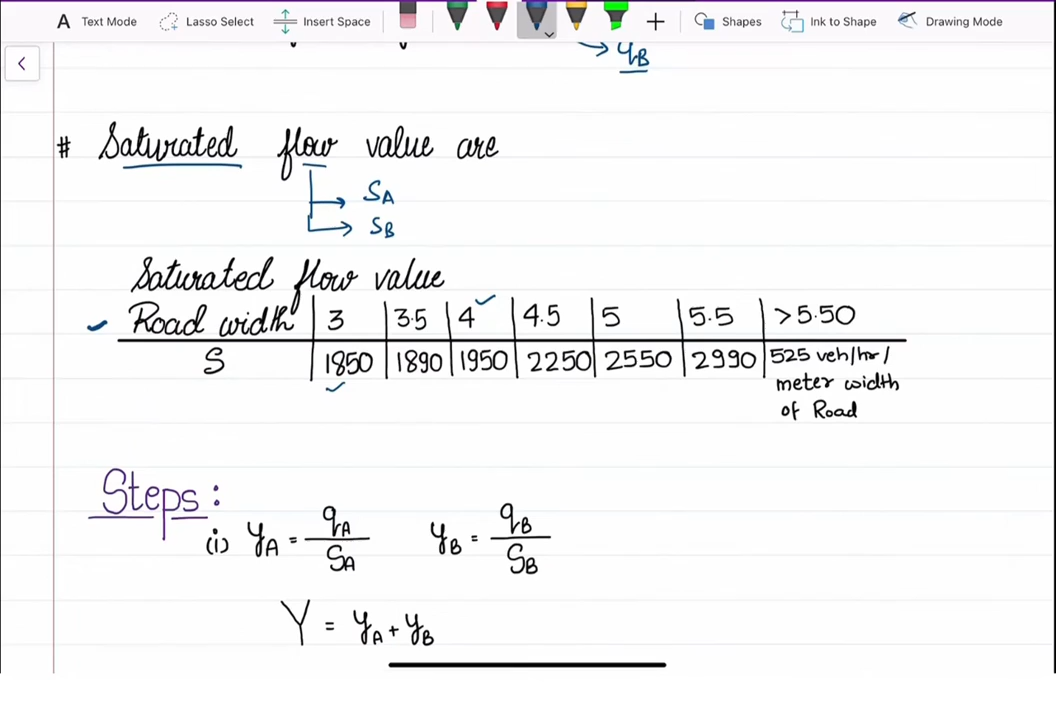 A Text Mode Lasso Select Insert Space + Shapes Ink to Shape Drawing Mode
→ qB
# Saturated flow value are
→ SA
→ SB
Saturated flow value
Road width 3 3.5 4 4.5 5 5.5 >5.50
S 1850 1890 1950 2250 2550 2990 525 veh/hr/
meter width
of Road
Steps:
(i) yA = qA/SA yB = qB/SB
Y = yA + yB